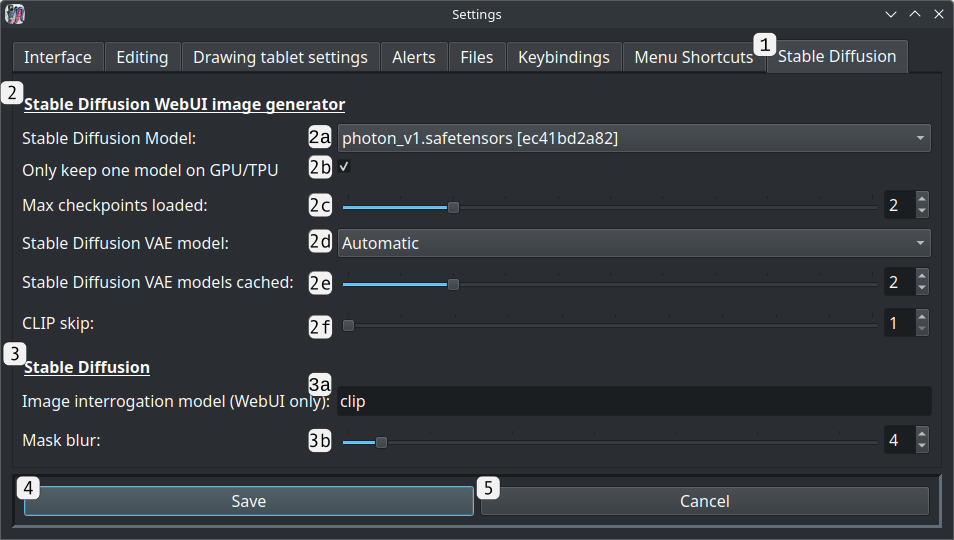 Settings
Interface Editing Drawing tablet settings Alerts Files Keybindings Menu Shortcuts 1 Stable Diffusion
2 Stable Diffusion WebUI image generator
Stable Diffusion Model: 2a photon_v1.safetensors [ec41bd2a82]
Only keep one model on GPU/TPU 2b
Max checkpoints loaded: 2c 2
Stable Diffusion VAE model: 2d Automatic
Stable Diffusion VAE models cached: 2e 2
CLIP skip: 2f 1
3 Stable Diffusion
Image interrogation model (WebUI only): 3a clip
Mask blur: 3b 4
4 Save 5 Cancel